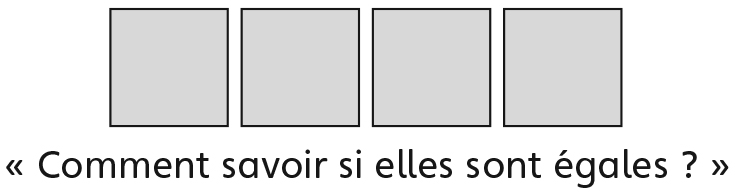 « Comment savoir si elles sont égales ? »